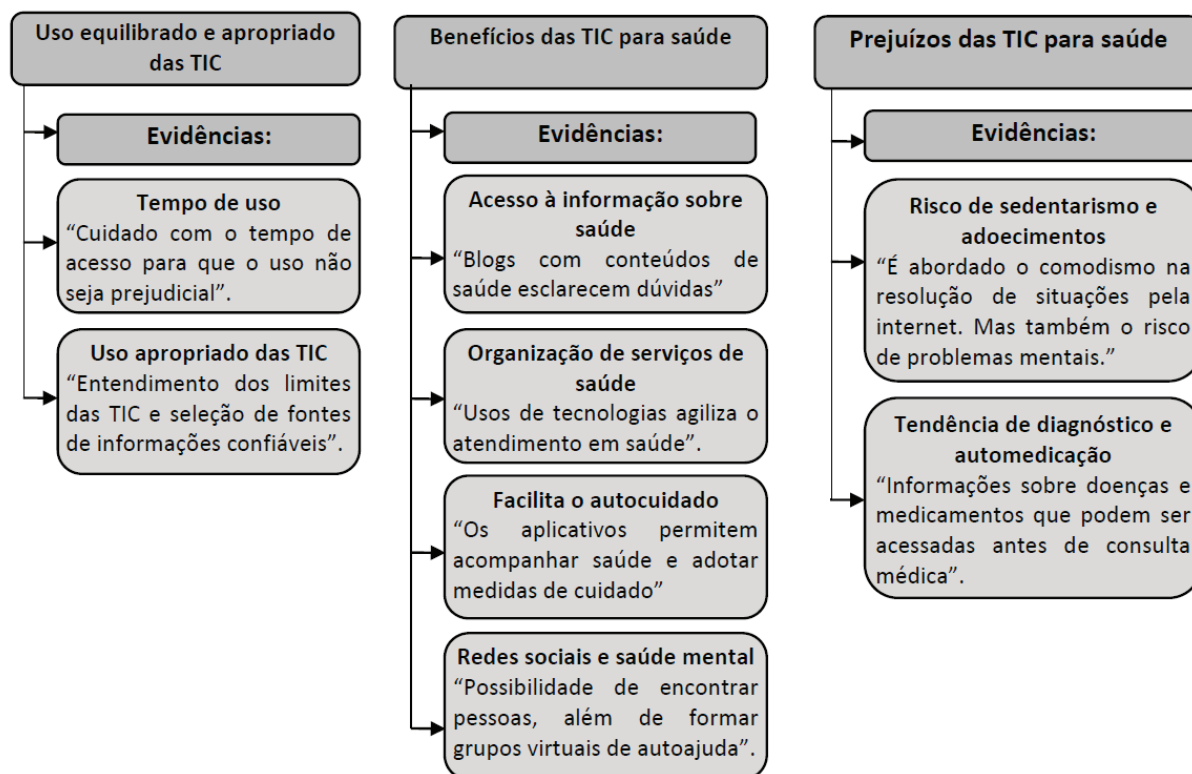 Uso equilibrado e apropriado
das TIC
Evidências:
Tempo de uso
“Cuidado com o tempo de
acesso para que o uso não
seja prejudicial”.
Uso apropriado das TIC
“Entendimento dos limites
das TIC e seleção de fontes
de informações confiáveis”.
Benefícios das TIC para saúde
Evidências:
Acesso à informação sobre
saúde
“Blogs com conteúdos de
saúde esclarecem dúvidas”
Organização de serviços de
saúde
“Usos de tecnologias agiliza o
atendimento em saúde”.
Facilita o autocuidado
“Os aplicativos permitem
acompanhar saúde e adotar
medidas de cuidado”
Redes sociais e saúde mental
“Possibilidade de encontrar
pessoas, além de formar
grupos virtuais de autoajuda”.
Prejuízos das TIC para saúde
Evidências:
Risco de sedentarismo e
adoecimentos
“É abordado o comodismo na
resolução de situações pela
internet. Mas também o risco
de problemas mentais.”
Tendência de diagnóstico e
automedicação
“Informações sobre doenças e
medicamentos que podem ser
acessadas antes de consulta
médica”.